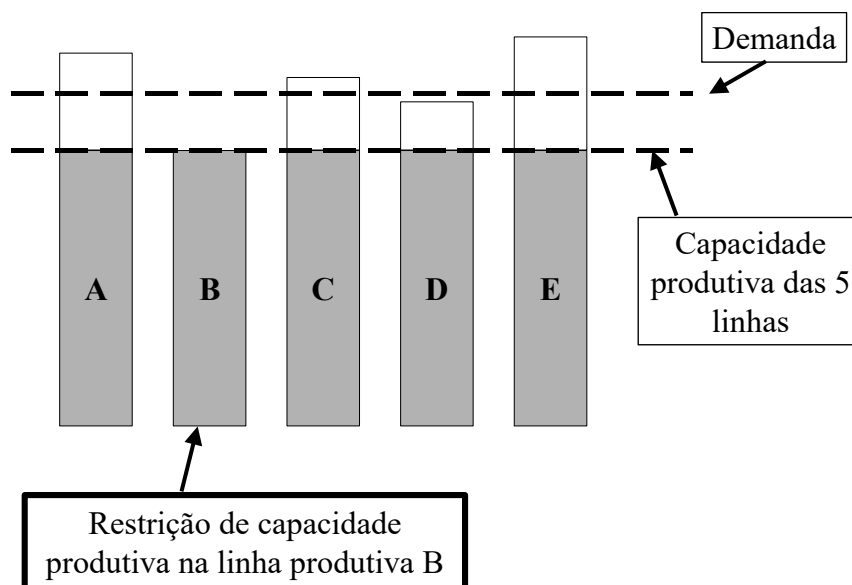 Demanda
Capacidade
produtiva das 5
linhas
A
B
C
D
E
Restrição de capacidade
produtiva na linha produtiva B